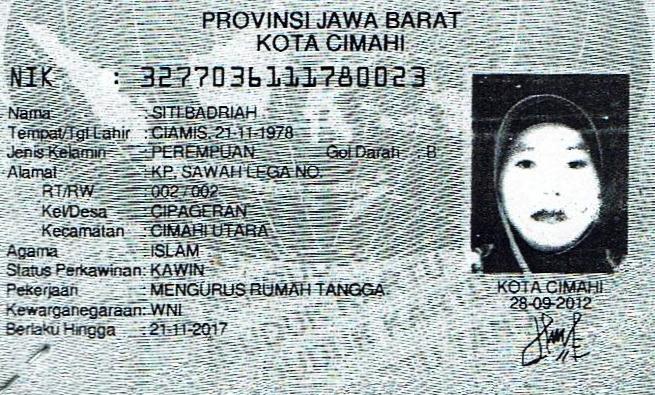 PROVINSI JAWA BARAT
KOTA CIMAHI
NIK : 3277036111780023
Nama : SITI BADRIAH
Tempat/Tgl Lahir : CIAMIS, 21-11-1978
Jenis Kelamin : PEREMPUAN Gol Darah : B
Alamat : KP. SAWAH LEGA NO.
RT/RW : 002 / 002
Kel/Desa : CIPAGERAN
Kecamatan : CIMAHI UTARA
Agama : ISLAM
Status Perkawinan: KAWIN
Pekerjaan : MENGURUS RUMAH TANGGA
Kewarganegaraan: WNI
Berlaku Hingga : 21-11-2017
KOTA CIMAHI
28-09-2012